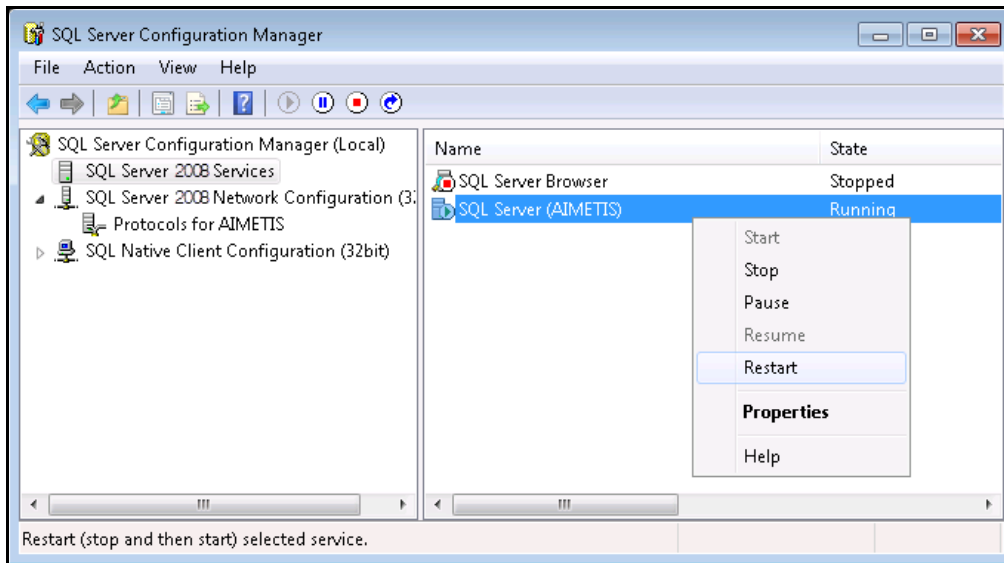 SQL Server Configuration Manager
File Action View Help
SQL Server Configuration Manager (Local)
SQL Server 2008 Services
SQL Server 2008 Network Configuration (3
Protocols for AIMETIS
SQL Native Client Configuration (32bit)
Name State
SQL Server Browser Stopped
SQL Server (AIMETIS) Running
Start
Stop
Pause
Resume
Restart
Properties
Help
Restart (stop and then start) selected service.